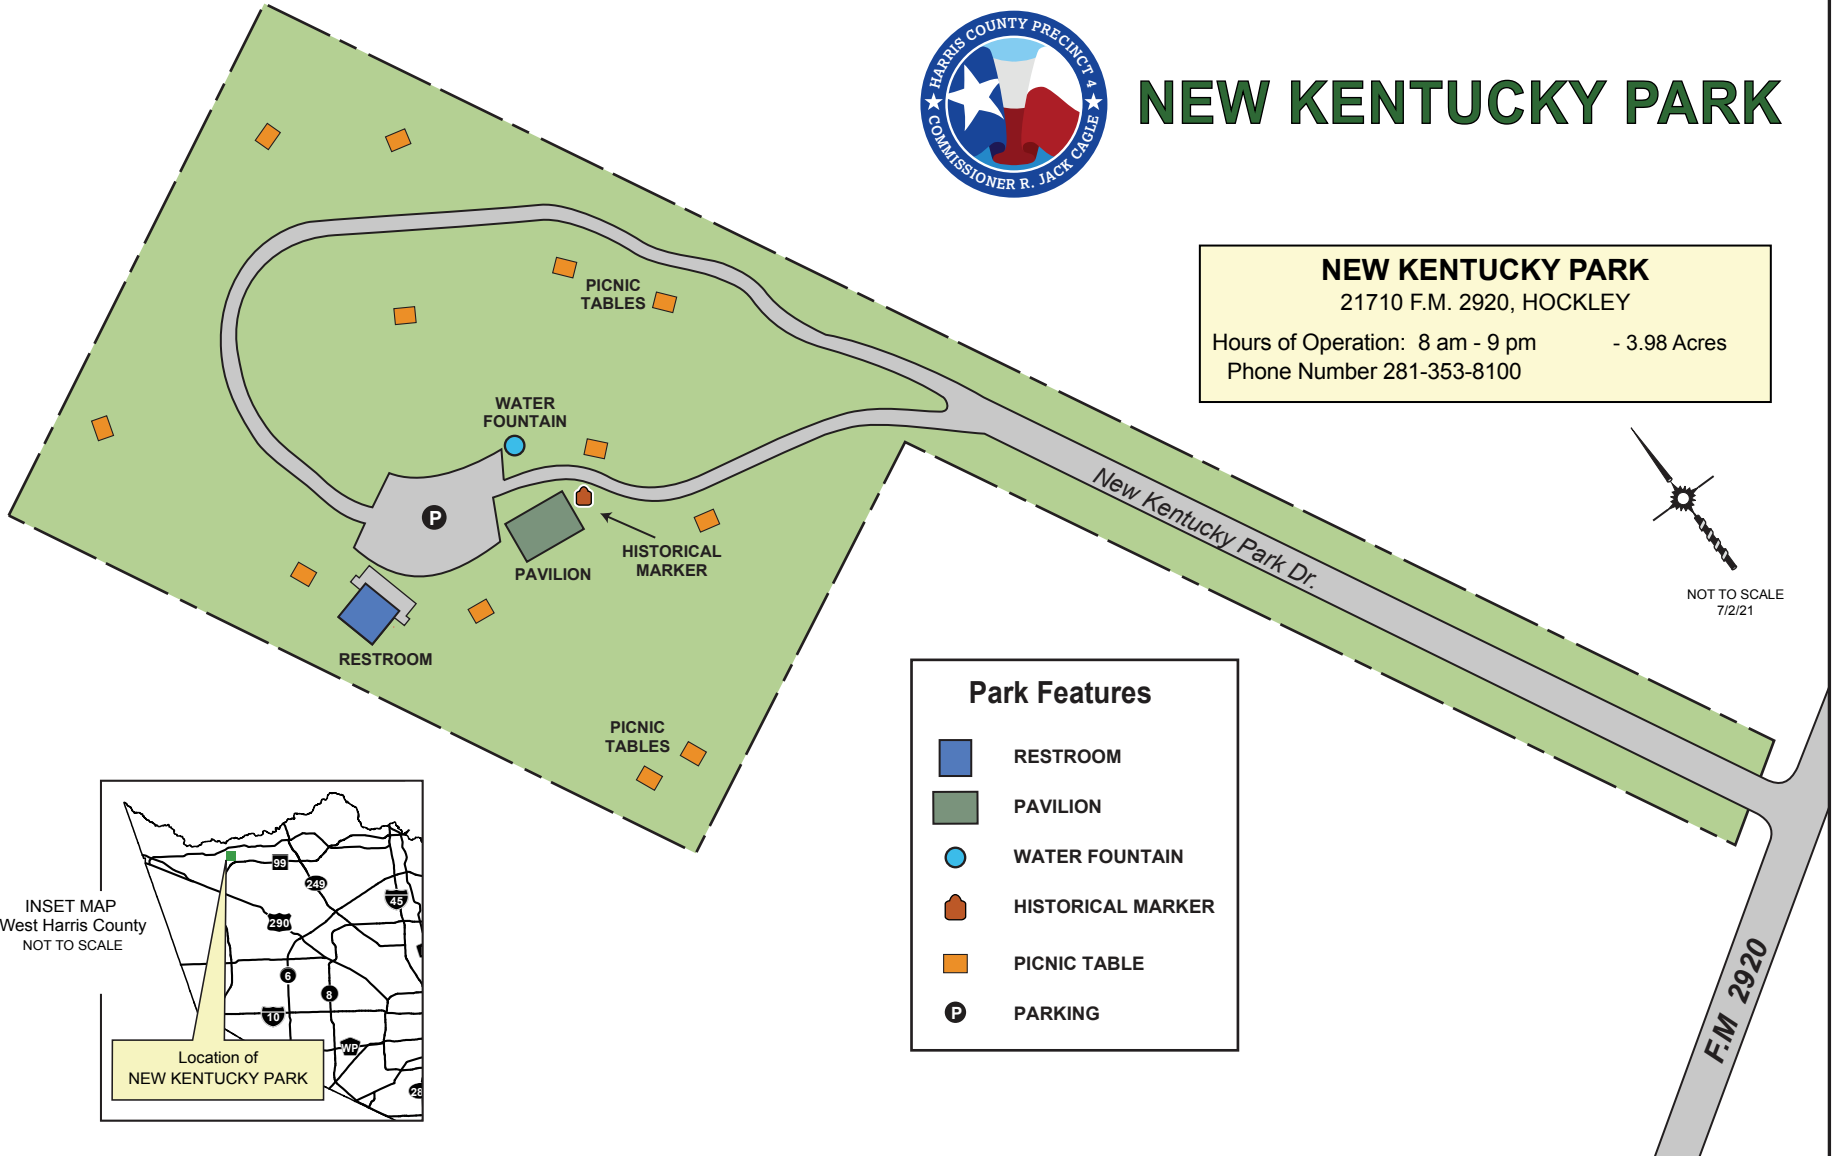 HARRIS COUNTY PRECINCT 4
COMMISSIONER R. JACK CAGLE
NEW KENTUCKY PARK
NEW KENTUCKY PARK
21710 F.M. 2920, HOCKLEY
Hours of Operation: 8 am - 9 pm - 3.98 Acres
Phone Number 281-353-8100
PICNIC
TABLES
WATER
FOUNTAIN
P
HISTORICAL
MARKER
PAVILION
RESTROOM
PICNIC
TABLES
New Kentucky Park Dr.
NOT TO SCALE
7/2/21
F.M 2920
Park Features
RESTROOM
PAVILION
WATER FOUNTAIN
HISTORICAL MARKER
PICNIC TABLE
P PARKING
INSET MAP
West Harris County
NOT TO SCALE
99
249
45
290
6
8
10
WP
Location of
NEW KENTUCKY PARK